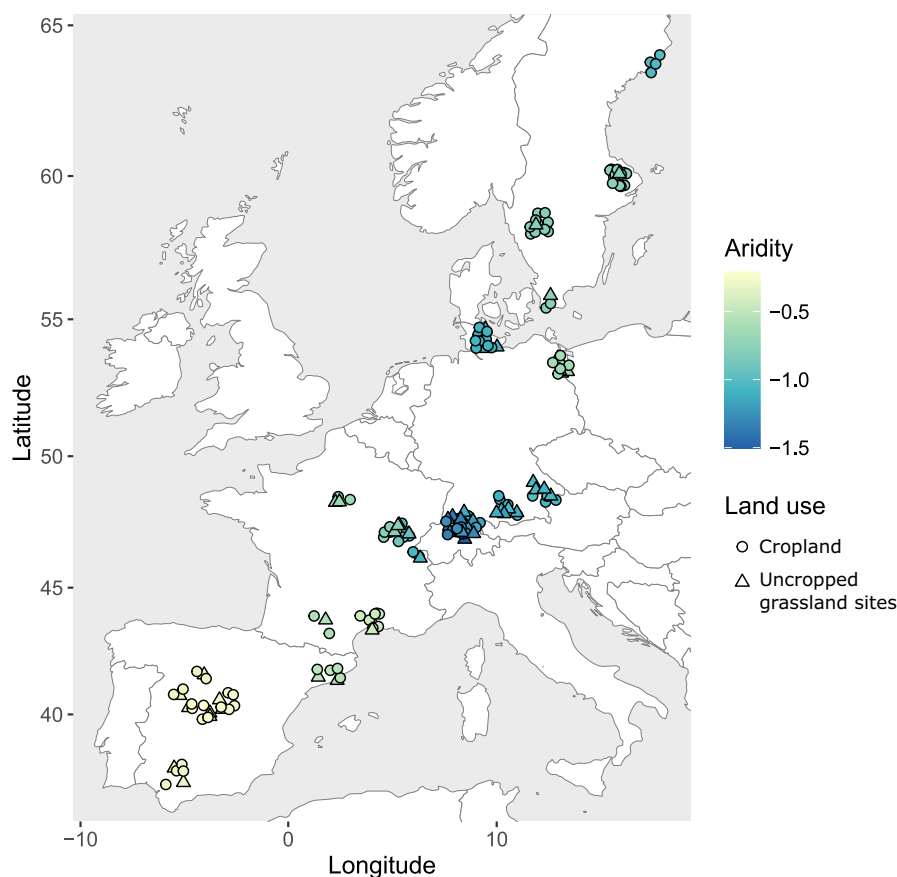 65
60
55
50
45
40
Latitude
−10
0
10
Longitude
Aridity
−0.5
−1.0
−1.5
Land use
Cropland
Uncropped
grassland sites